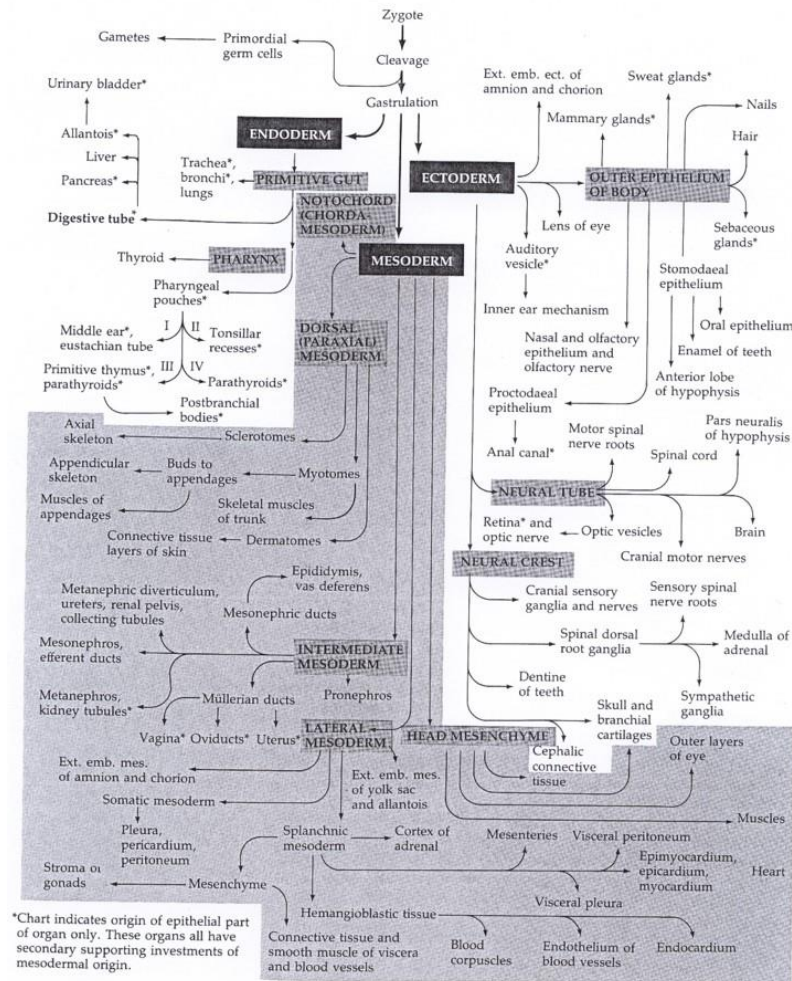 Zygote
Gametes
Primordial
germ cells
Cleavage
Gastrulation
Urinary bladder*
Allantois*
Liver
Pancreas*
Digestive tube*
ENDODERM
Trachea*,
bronchi*,
lungs
PRIMITIVE GUT
NOTOCHORD
(CHORDA-
MESODERM)
MESODERM
Thyroid
PHARYNX
Pharyngeal
pouches*
I
II
III
IV
Middle ear*,
eustachian tube
Tonsillar
recesses*
Primitive thymus*,
parathyroids*
Parathyroids*
Postbranchial
bodies*
Ext. emb. ect. of
amnion and chorion
Sweat glands*
Mammary glands*
Nails
Hair
ECTODERM
OUTER EPITHELIUM
OF BODY
Lens of eye
Sebaceous
glands*
Auditory
vesicle*
Inner ear mechanism
Stomodaeal
epithelium
Oral epithelium
Enamel of teeth
Anterior lobe
of hypophysis
Nasal and olfactory
epithelium and
olfactory nerve
Proctodaeal
epithelium
Anal canal*
DORSAL
(PARAXIAL)
MESODERM
Axial
skeleton
Sclerotomes
Appendicular
skeleton
Buds to
appendages
Myotomes
Muscles of
appendages
Skeletal muscles
of trunk
Connective tissue
layers of skin
Dermatomes
Motor spinal
nerve roots
Pars neuralis
of hypophysis
Spinal cord
NEURAL TUBE
Retina* and
optic nerve
Optic vesicles
Brain
Cranial motor nerves
NEURAL CREST
Cranial sensory
ganglia and nerves
Sensory spinal
nerve roots
Spinal dorsal
root ganglia
Medulla of
adrenal
Dentine
of teeth
Sympathetic
ganglia
Skull and
branchial
cartilages
Cephalic
connective
tissue
Epididymis,
vas deferens
Metanephric diverticulum,
ureters, renal pelvis,
collecting tubules
Mesonephric ducts
Mesonephros,
efferent ducts
INTERMEDIATE
MESODERM
Pronephros
Metanephros,
kidney tubules*
Müllerian ducts
Vagina*
Oviducts*
Uterus*
LATERAL
MESODERM
HEAD MESENCHYME
Outer layers
of eye
Muscles
Ext. emb. mes.
of amnion and chorion
Ext. emb. mes.
of yolk sac
and allantois
Somatic mesoderm
Pleura,
pericardium,
peritoneum
Splanchnic
mesoderm
Cortex of
adrenal
Mesenteries
Visceral peritoneum
Epimyocardium,
epicardium,
myocardium
Heart
Visceral pleura
Stroma of
gonads
Mesenchyme
Hemangioblastic tissue
Connective tissue and
smooth muscle of viscera
and blood vessels
Blood
corpuscles
Endothelium of
blood vessels
Endocardium
*Chart indicates origin of epithelial part
of organ only. These organs all have
secondary supporting investments of
mesodermal origin.